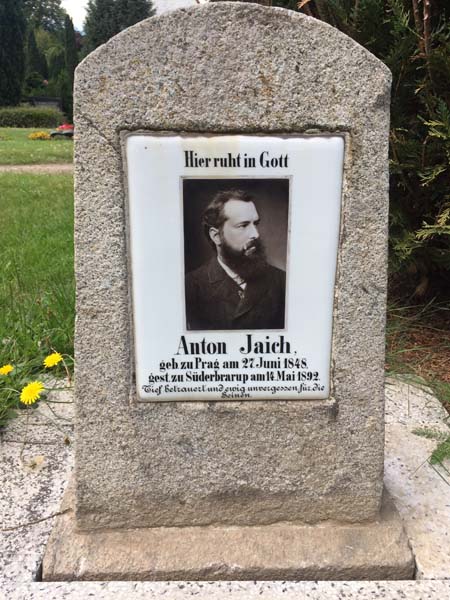 Hier ruht in Gott
Anton Jaich,
geb. zu Prag am 27. Juni 1848.
gest. zu Süderbrarup am 14. Mai 1892.
Tief betrauert und ewig unvergessen für die
Seinen.